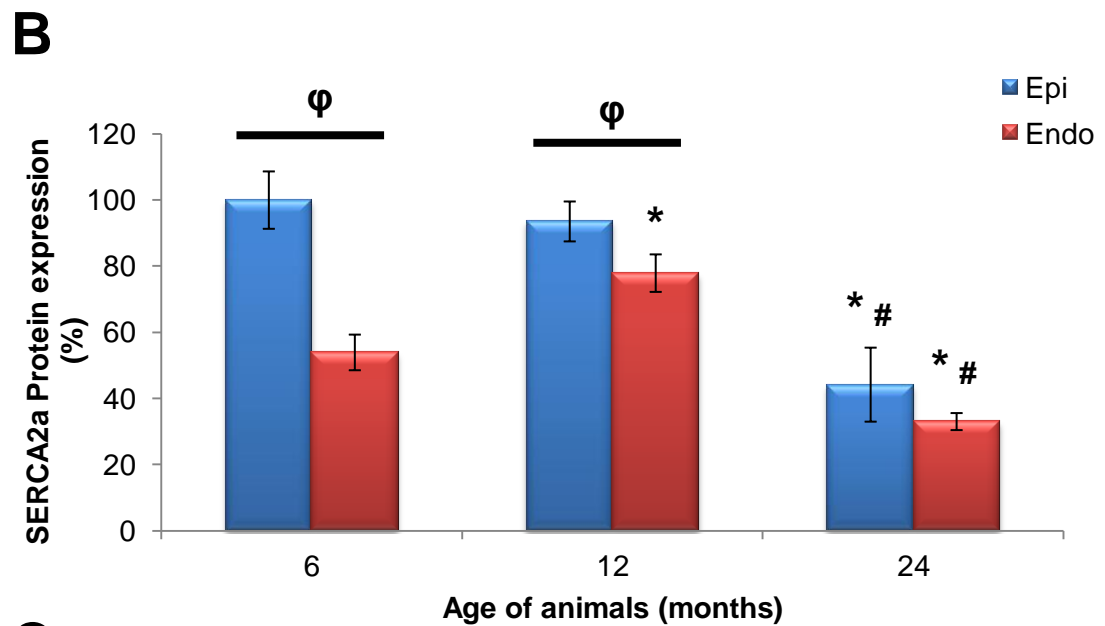 B
Epi
Endo
φ
φ
*
* #
* #
SERCA2a Protein expression
(%)
120
100
80
60
40
20
0
6
12
24
Age of animals (months)